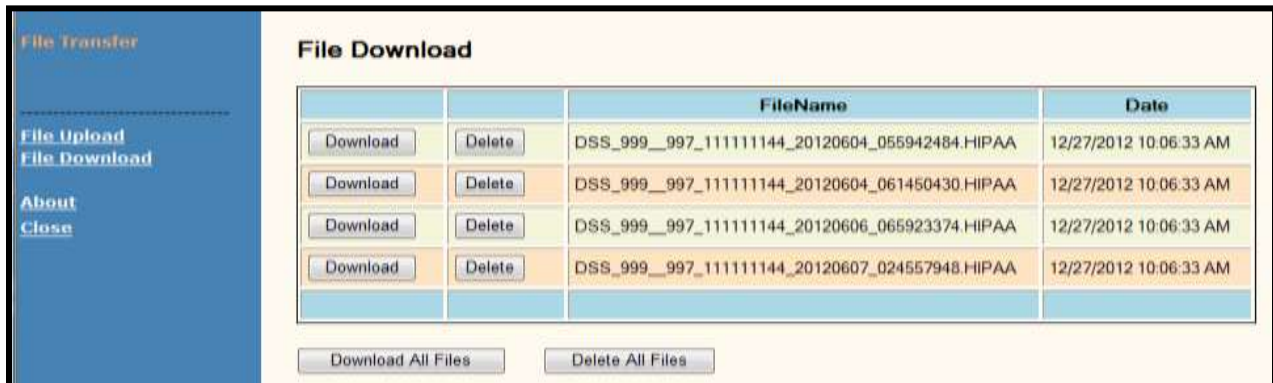 File Transfer
File Upload
File Download
About
Close
File Download
FileName Date
Download Delete DSS_999__997_111111144_20120604_055942484.HIPAA 12/27/2012 10:06:33 AM
Download Delete DSS_999__997_111111144_20120604_061450430.HIPAA 12/27/2012 10:06:33 AM
Download Delete DSS_999__997_111111144_20120606_065923374.HIPAA 12/27/2012 10:06:33 AM
Download Delete DSS_999__997_111111144_20120607_024557948.HIPAA 12/27/2012 10:06:33 AM
Download All Files Delete All Files